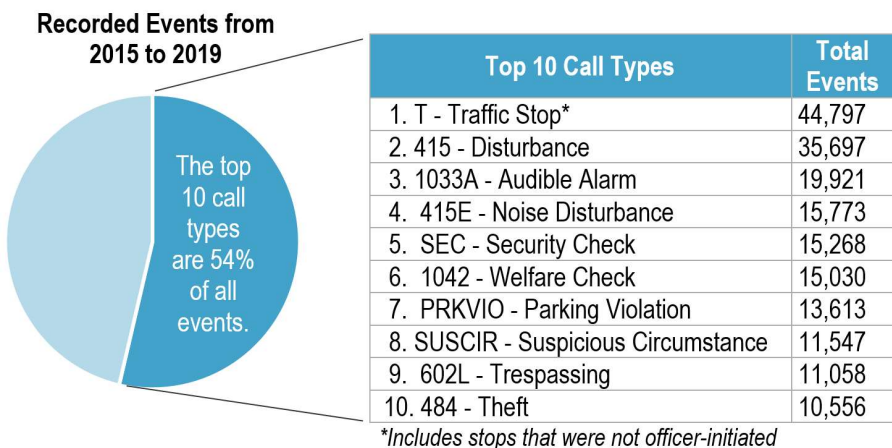 Recorded Events from
2015 to 2019
The top
10 call
types
are 54%
of all
events.
Top 10 Call Types Total Events
1. T - Traffic Stop* 44,797
2. 415 - Disturbance 35,697
3. 1033A - Audible Alarm 19,921
4. 415E - Noise Disturbance 15,773
5. SEC - Security Check 15,268
6. 1042 - Welfare Check 15,030
7. PRKVIO - Parking Violation 13,613
8. SUSCIR - Suspicious Circumstance 11,547
9. 602L - Trespassing 11,058
10. 484 - Theft 10,556
*Includes stops that were not officer-initiated